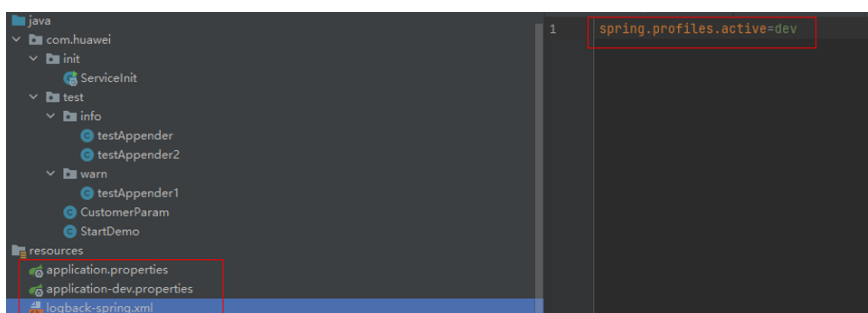 java
com.huawei
init
ServiceInit
test
info
testAppender
testAppender2
warn
testAppender1
CustomerParam
StartDemo
resources
application.properties
application-dev.properties
logback-spring.xml
1 spring.profiles.active=dev